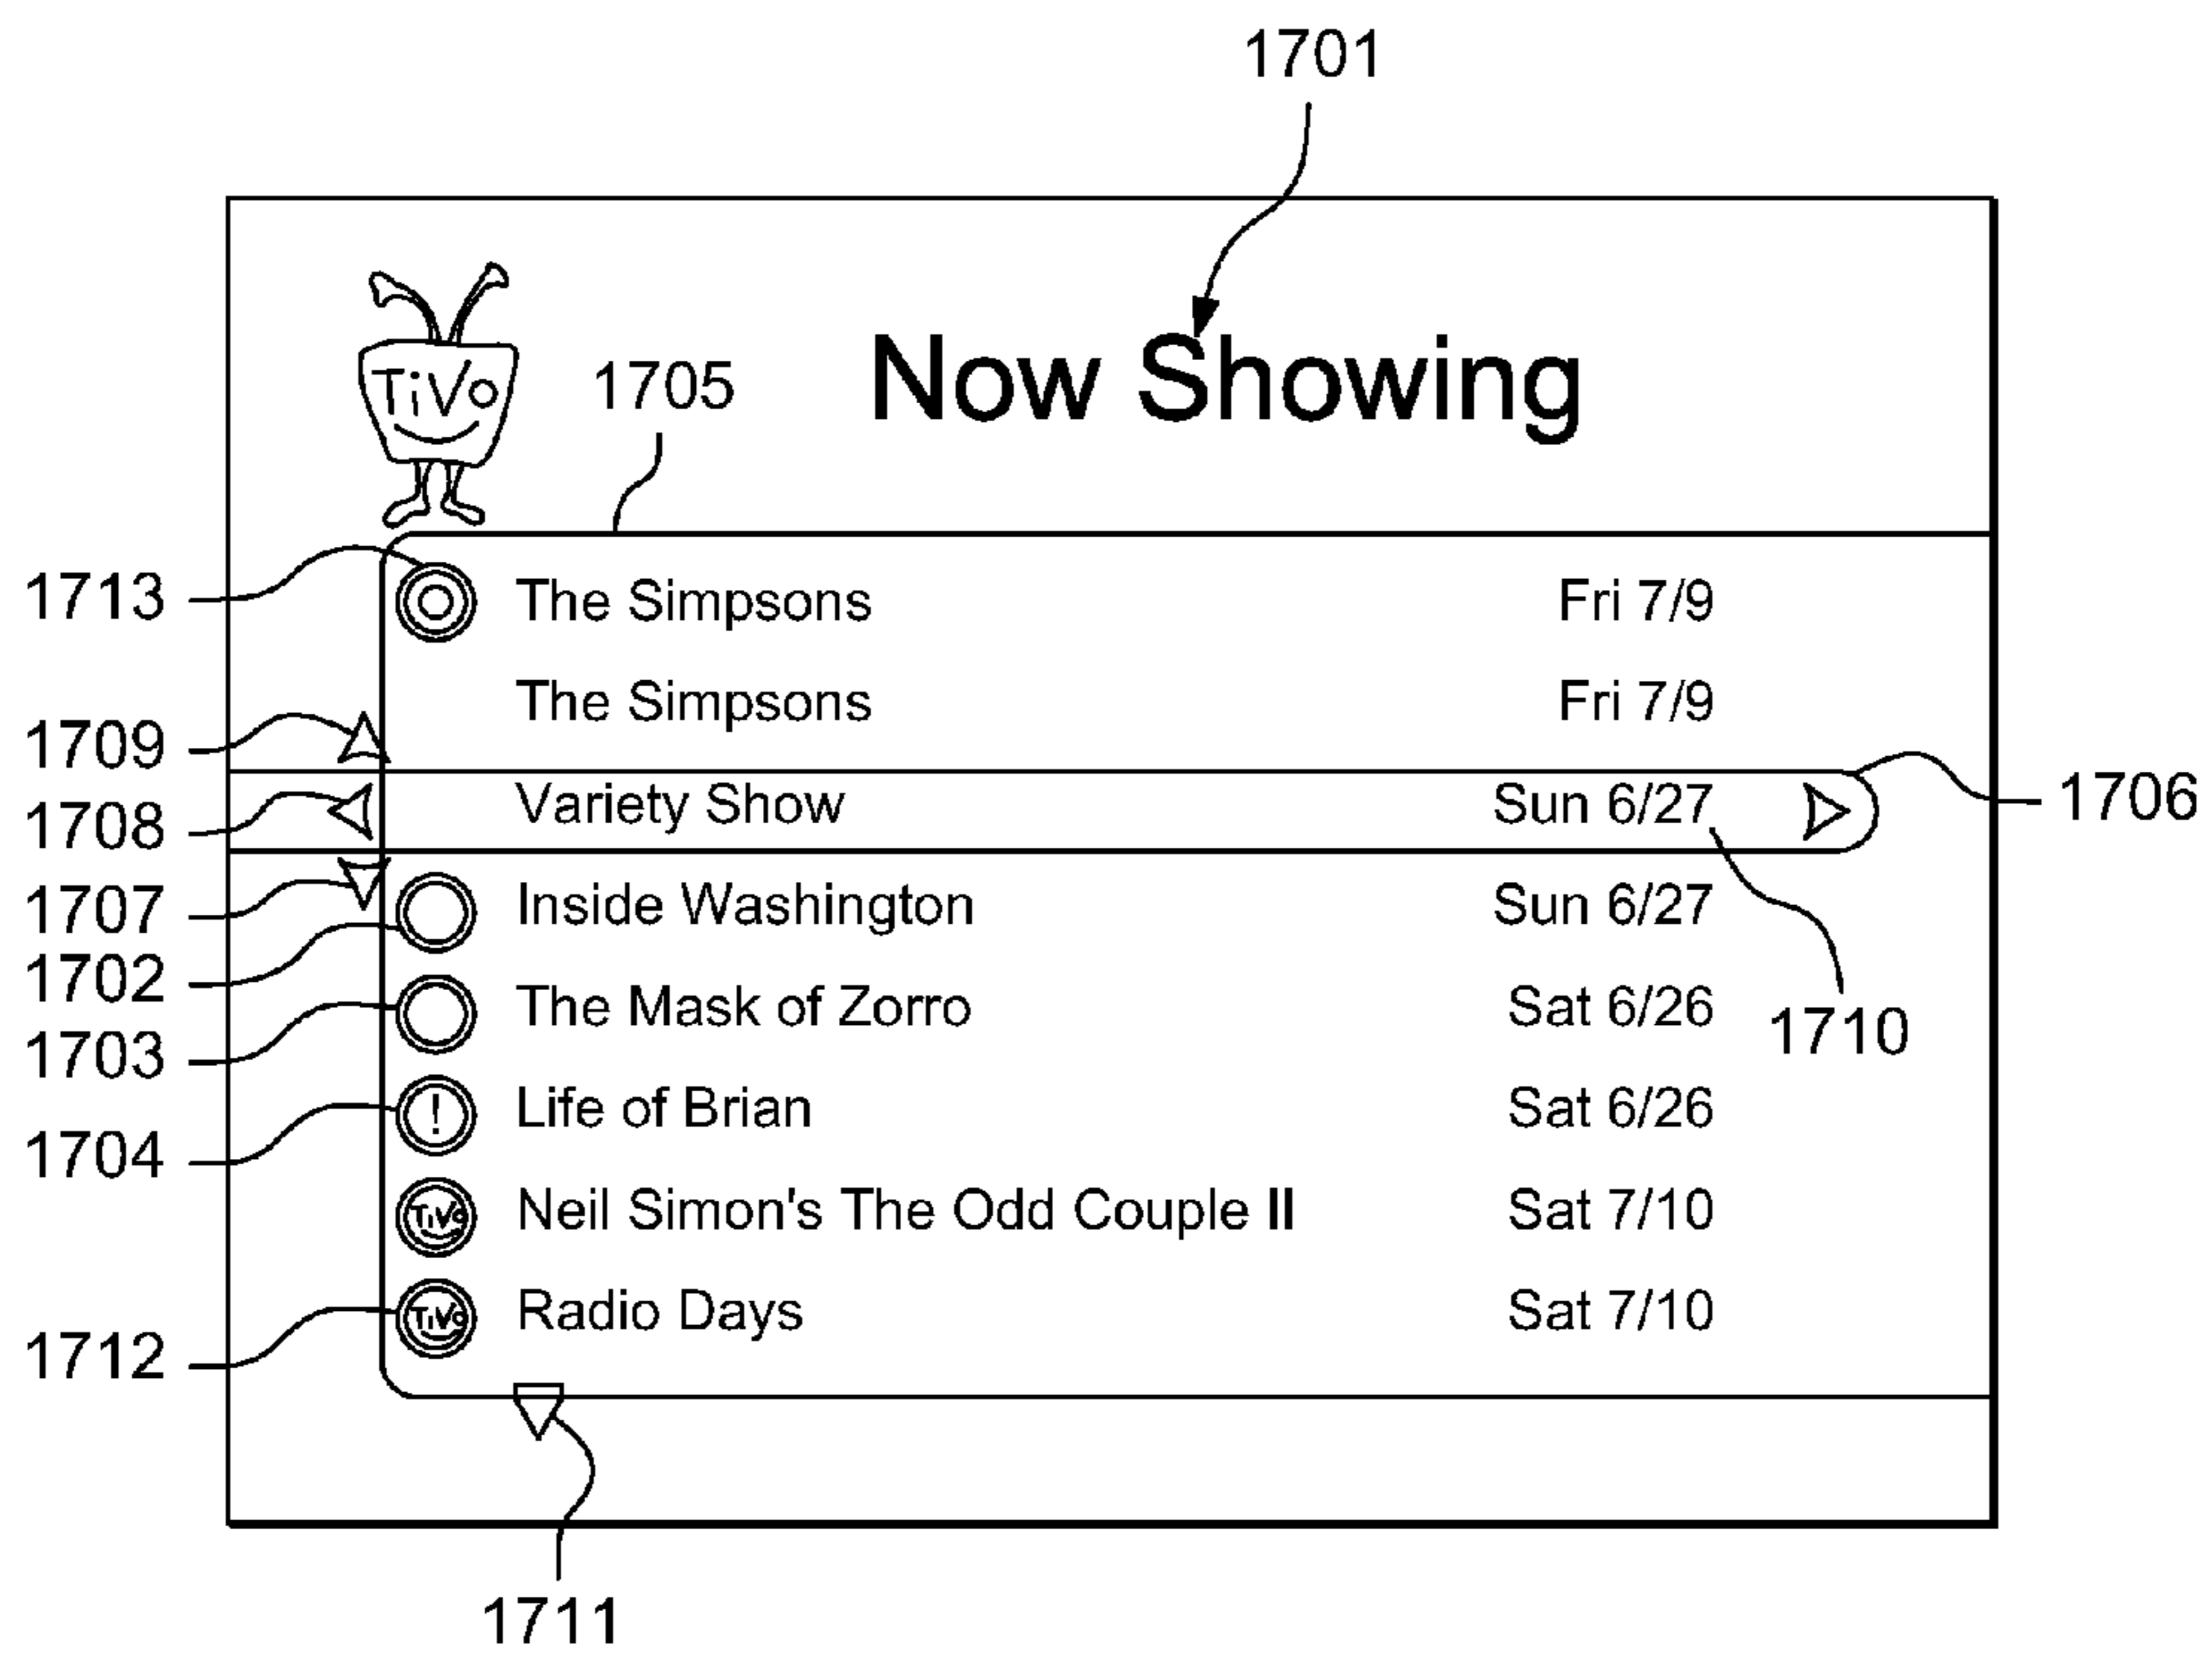 1701
TiVo
Now Showing
1705
1713 The Simpsons Fri 7/9
The Simpsons Fri 7/9
1709
1708 Variety Show Sun 6/27 1706
1707 Inside Washington Sun 6/27
1702
1703 The Mask of Zorro Sat 6/26 1710
1704 ! Life of Brian Sat 6/26
TiVo Neil Simon's The Odd Couple II Sat 7/10
1712 TiVo Radio Days Sat 7/10
1711